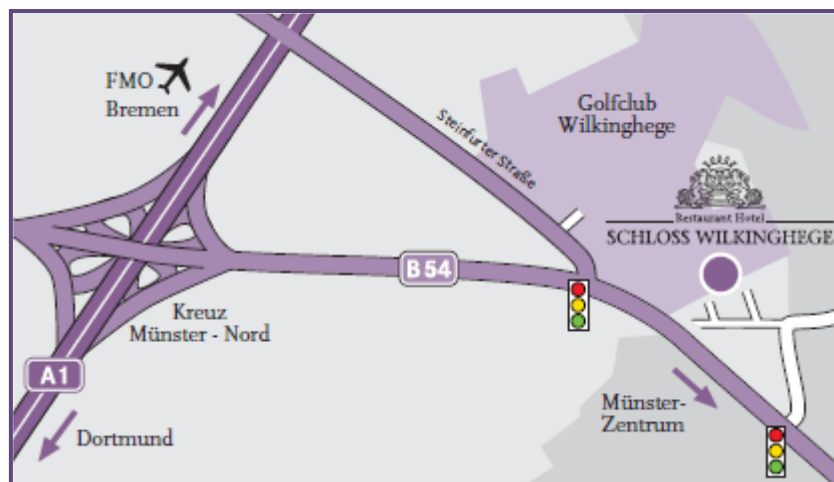 FMO
Bremen
Steinfurter Straße
Golfclub
Wilkinghege
Restaurant Hotel
SCHLOSS WILKINGHEGE
B 54
Kreuz
Münster - Nord
A1
Münster-
Zentrum
Dortmund